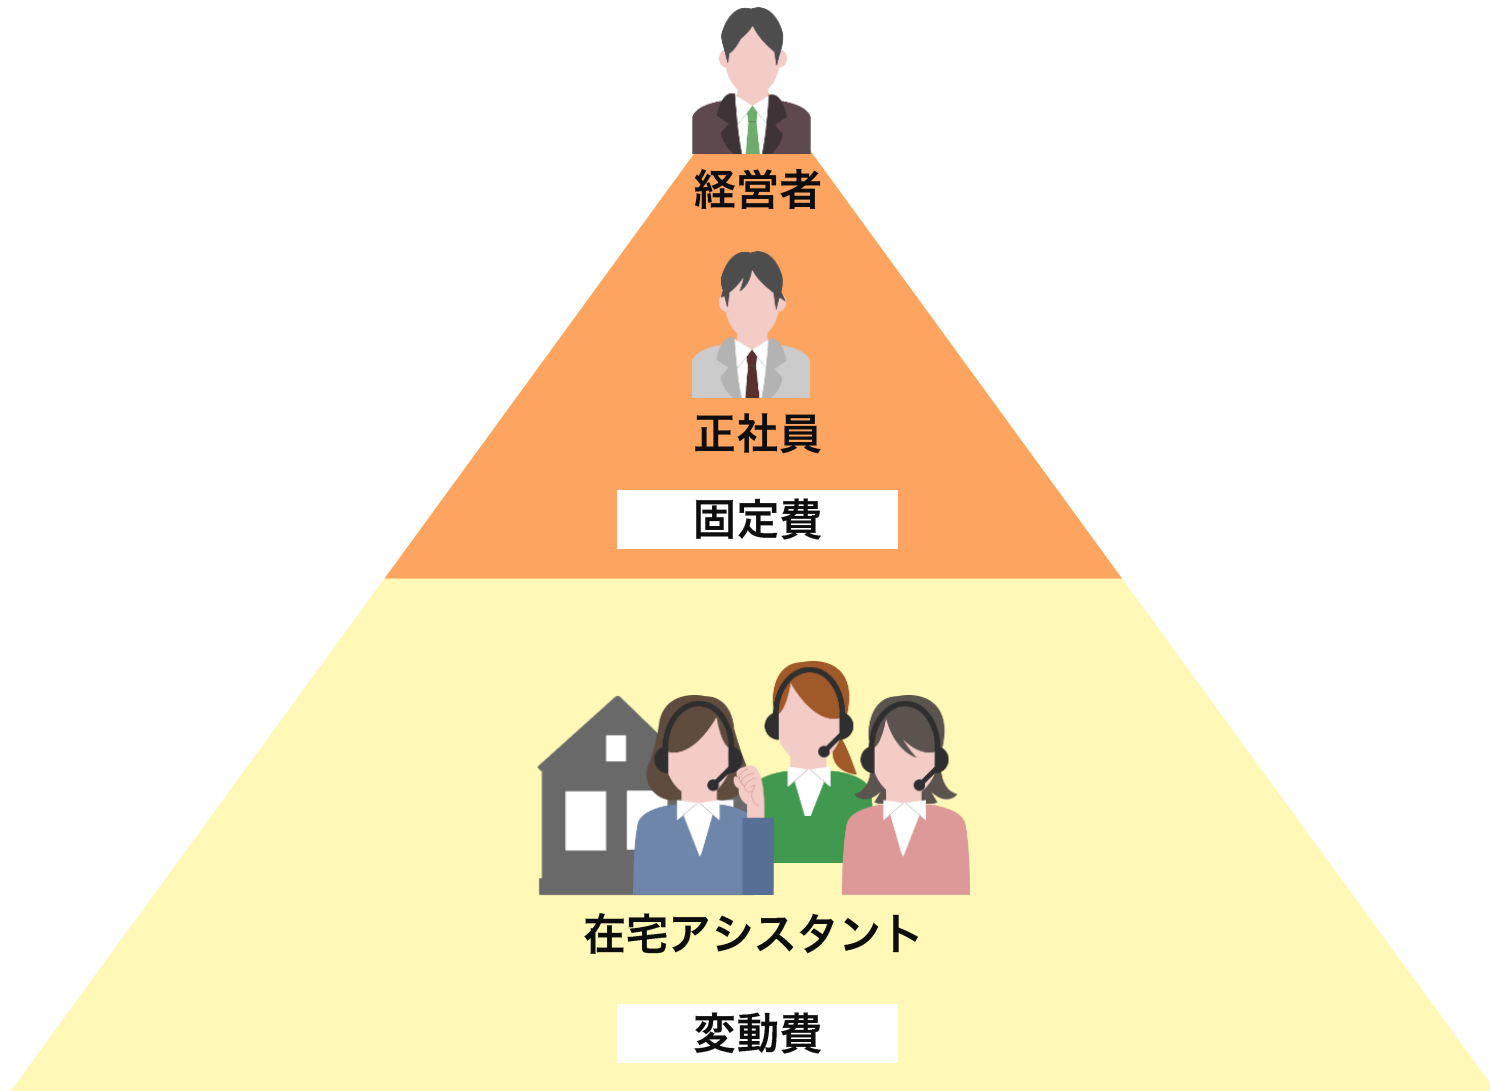 経営者
正社員
固定費
在宅アシスタント
変動費